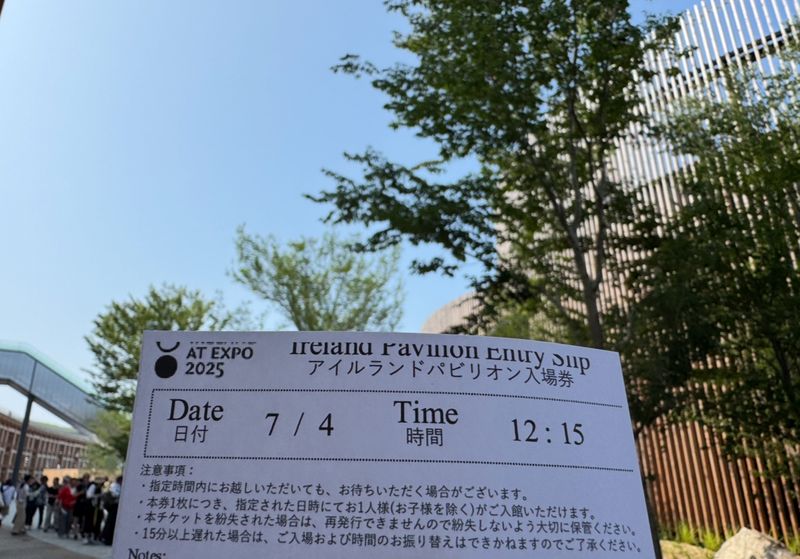 AT EXPO
2025
Ireland Pavilion Entry Slip
アイルランドパビリオン入場券
Date
7 / 4
Time
12 : 15
日付
時間
注意事項：
・指定時間内にお越しいただいても、お待ちいただく場合がございます。
・本券1枚につき、指定された日時にてお1人様(お子様を除く)がご入館いただけます。
・本チケットを紛失された場合は、再発行できませんので紛失しないよう大切に保管ください。
・15分以上遅れた場合は、ご入場および時間のお振り替えはできかねますのでご了承ください。
Notes: